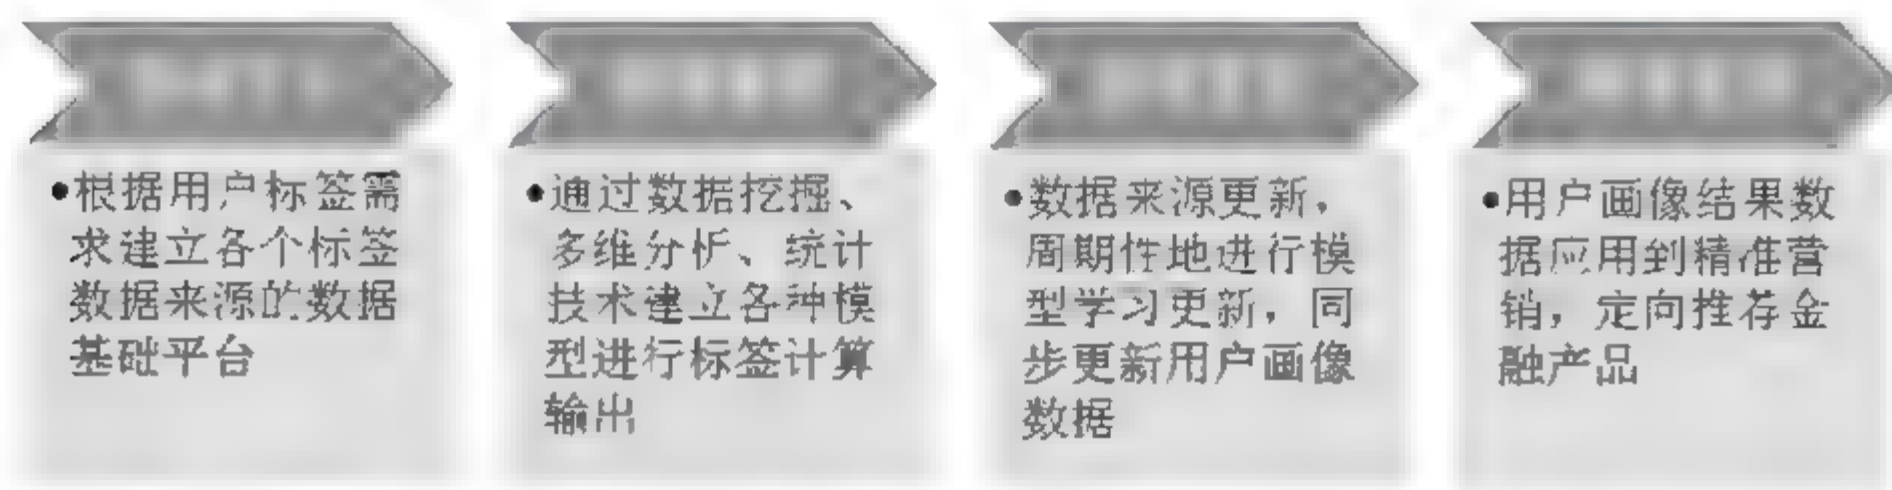 •根据用户标签需
求建立各个标签
数据来源的数据
基础平台
•通过数据挖掘、
多维分析、统计
技术建立各种模
型进行标签计算
输出
•数据来源更新，
周期性地进行模
型学习更新，同
步更新用户画像
数据
•用户画像结果数
据应用到精准营
销，定向推荐金
融产品